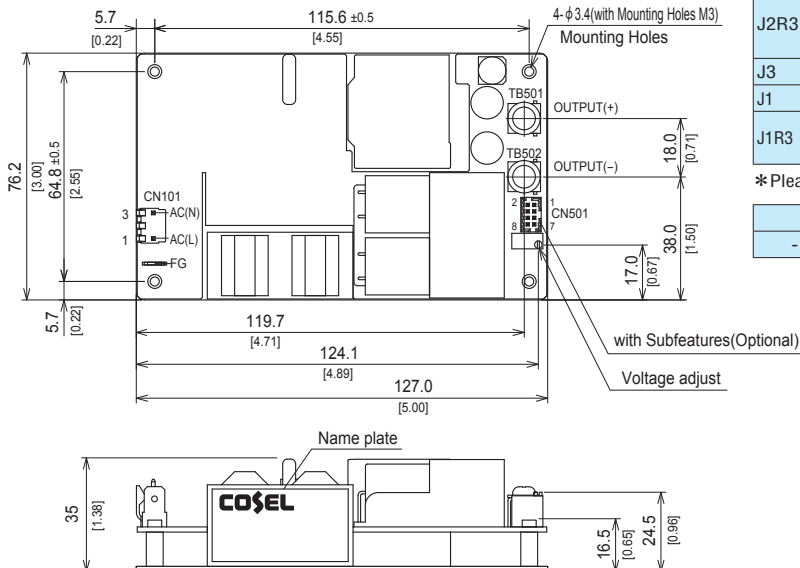 5.7
[0.22]
115.6 ±0.5
[4.55]
4-ϕ3.4(with Mounting Holes M3)
Mounting Holes
J2R3
J3
J1
J1R3
*Plea
-
76.2
[3.00]
64.8 ±0.5
[2.55]
CN101
3
AC(N)
1
AC(L)
FG
TB501
OUTPUT(+)
TB502
OUTPUT(−)
2
1
CN501
8
7
18.0
[0.71]
38.0
[1.50]
17.0
[0.67]
5.7
[0.22]
119.7
[4.71]
124.1
[4.89]
127.0
[5.00]
with Subfeatures(Optional)
Voltage adjust
Name plate
COSEL
35
[1.38]
16.5
[0.65]
24.5
[0.96]